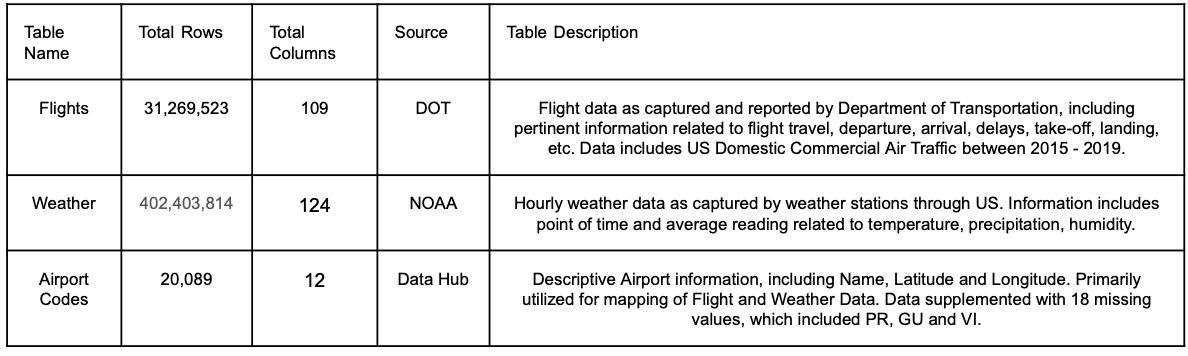 Table Name
Total Rows
Total Columns
Source
Table Description
Flights
31,269,523
109
DOT
Flight data as captured and reported by Department of Transportation, including
pertinent information related to flight travel, departure, arrival, delays, take-off, landing,
etc. Data includes US Domestic Commercial Air Traffic between 2015 - 2019.
Weather
402,403,814
124
NOAA
Hourly weather data as captured by weather stations through US. Information includes
point of time and average reading related to temperature, precipitation, humidity.
Airport
Codes
20,089
12
Data Hub
Descriptive Airport information, including Name, Latitude and Longitude. Primarily
utilized for mapping of Flight and Weather Data. Data supplemented with 18 missing
values, which included PR, GU and VI.